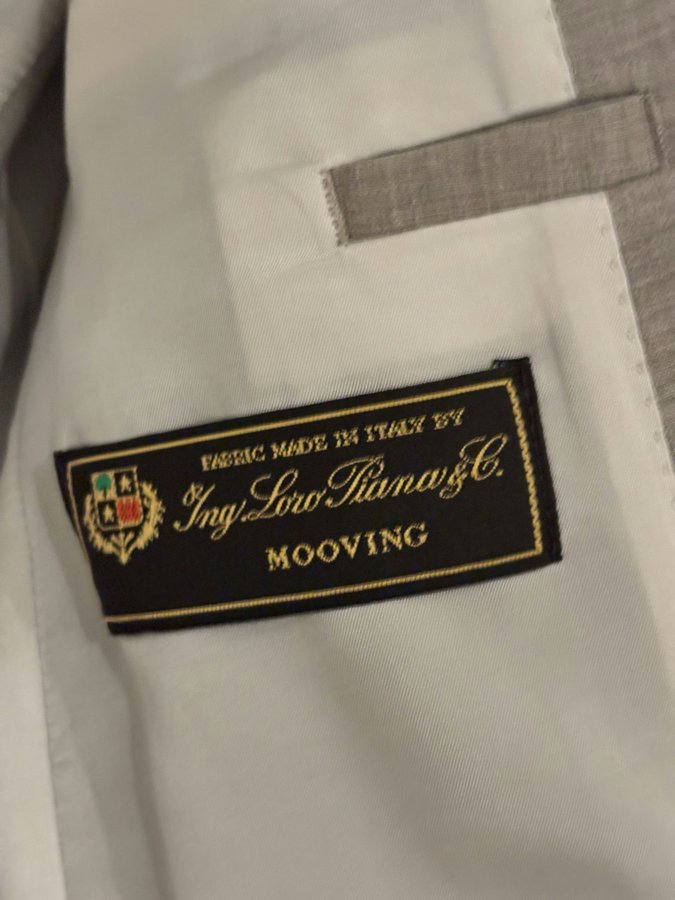 FABRIC MADE IN ITALY BY
Ing. Loro Piana & C.
MOOVING